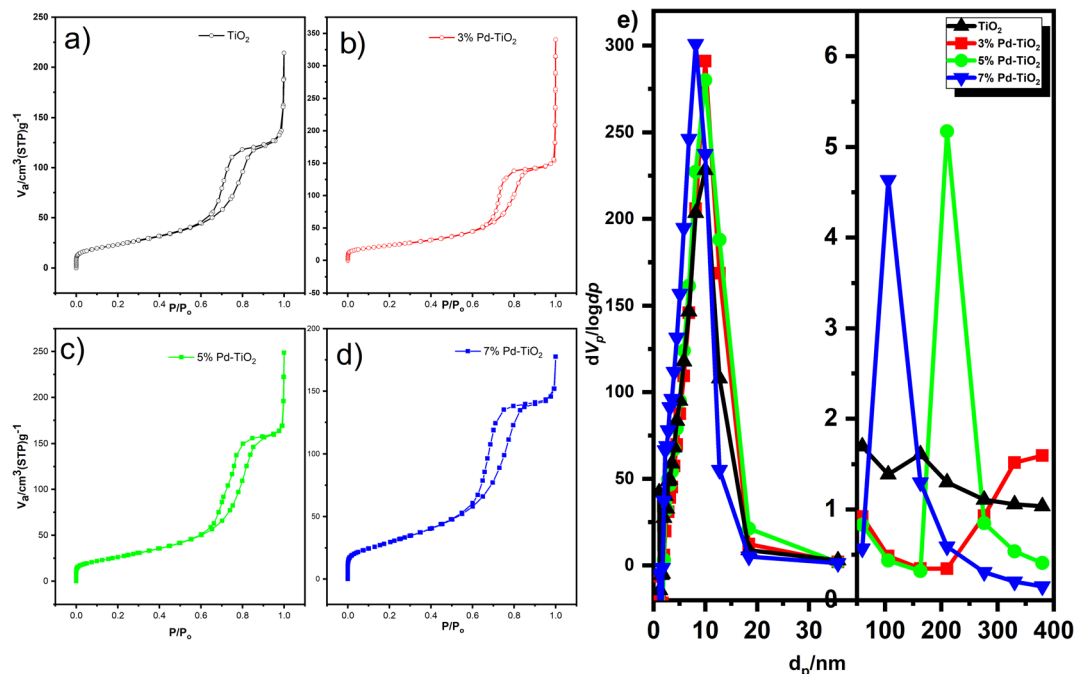 a)
TiO₂
Vₐ/cm³(STP)g⁻¹
250
200
150
100
50
0
0.0 0.2 0.4 0.6 0.8 1.0
P/Pₒ
b)
3% Pd-TiO₂
350
300
250
200
150
100
50
0
-50
0.0 0.2 0.4 0.6 0.8 1.0
P/Pₒ
c)
5% Pd-TiO₂
Vₐ/cm³(STP)g⁻¹
250
200
150
100
50
0
0.0 0.2 0.4 0.6 0.8 1.0
P/Pₒ
d)
7% Pd-TiO₂
200
150
100
50
0
0.0 0.2 0.4 0.6 0.8 1.0
P/Pₒ
e)
TiO₂
3% Pd-TiO₂
5% Pd-TiO₂
7% Pd-TiO₂
dVₚ/logdp
300
250
200
150
100
50
0
6
5
4
3
2
1
0
0 10 20 30 100 200 300 400
dₚ/nm